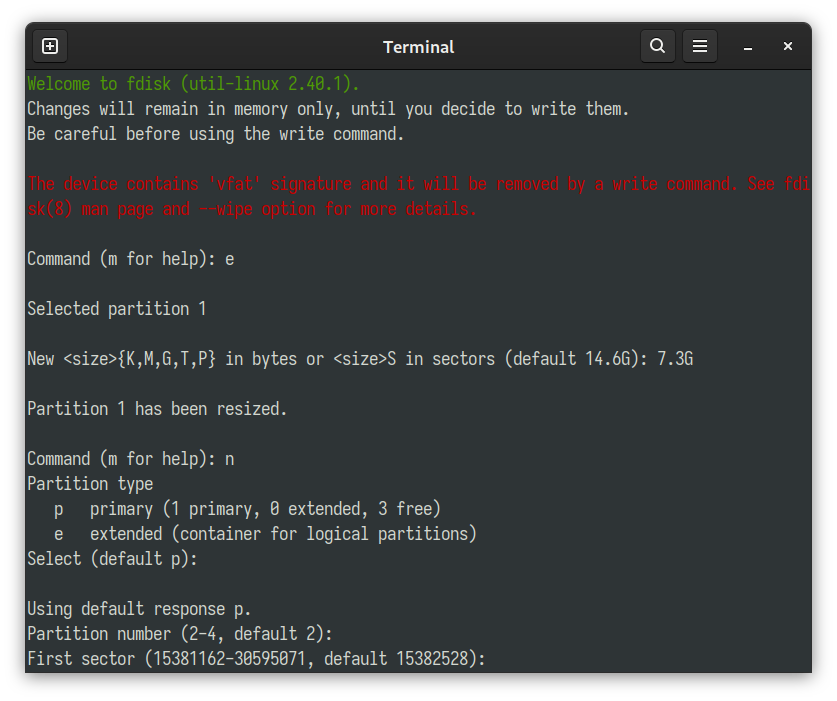 Terminal
Welcome to fdisk (util-linux 2.40.1).
Changes will remain in memory only, until you decide to write them.
Be careful before using the write command.
The device contains 'vfat' signature and it will be removed by a write command. See fdi
sk(8) man page and --wipe option for more details.
Command (m for help): e
Selected partition 1
New <size>{K,M,G,T,P} in bytes or <size>S in sectors (default 14.6G): 7.3G
Partition 1 has been resized.
Command (m for help): n
Partition type
   p   primary (1 primary, 0 extended, 3 free)
   e   extended (container for logical partitions)
Select (default p):
Using default response p.
Partition number (2-4, default 2):
First sector (15381162-30595071, default 15382528):